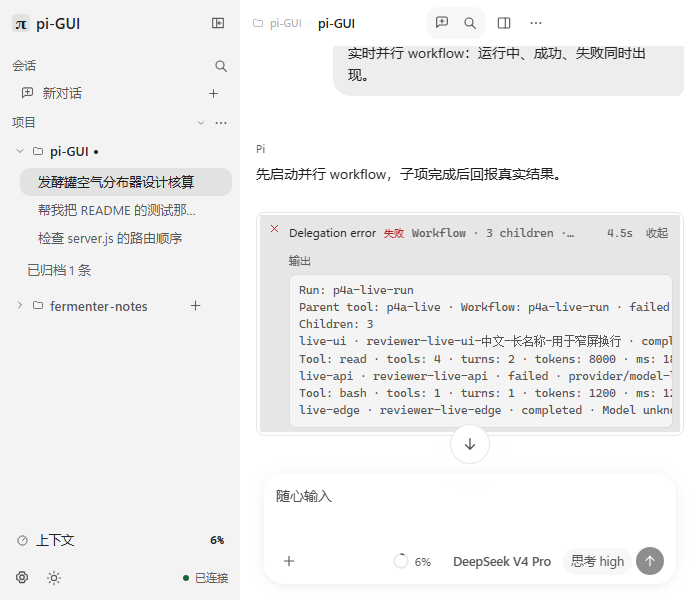 π pi-GUI
会话
新对话
项目
pi-GUI
发酵罐空气分布器设计核算
帮我把 README 的测试那...
检查 server.js 的路由顺序
已归档 1 条
fermenter-notes
上下文 6%
已连接
pi-GUI / pi-GUI
实时并行 workflow：运行中、成功、失败同时出
现。
Pi
先启动并行 workflow，子项完成后回报真实结果。
Delegation error 失败 Workflow · 3 children ·… 4.5s 收起
输出
Run: p4a-live-run
Parent tool: p4a-live · Workflow: p4a-live-run · failed
Children: 3
live-ui · reviewer-live-ui-中文-长名称-用于窄屏换行 · compl
Tool: read · tools: 4 · turns: 2 · tokens: 8000 · ms: 18
live-api · reviewer-live-api · failed · provider/model-l
Tool: bash · tools: 1 · turns: 1 · tokens: 1200 · ms: 12
live-edge · reviewer-live-edge · completed · Model unkno
随心输入
6% DeepSeek V4 Pro 思考 high